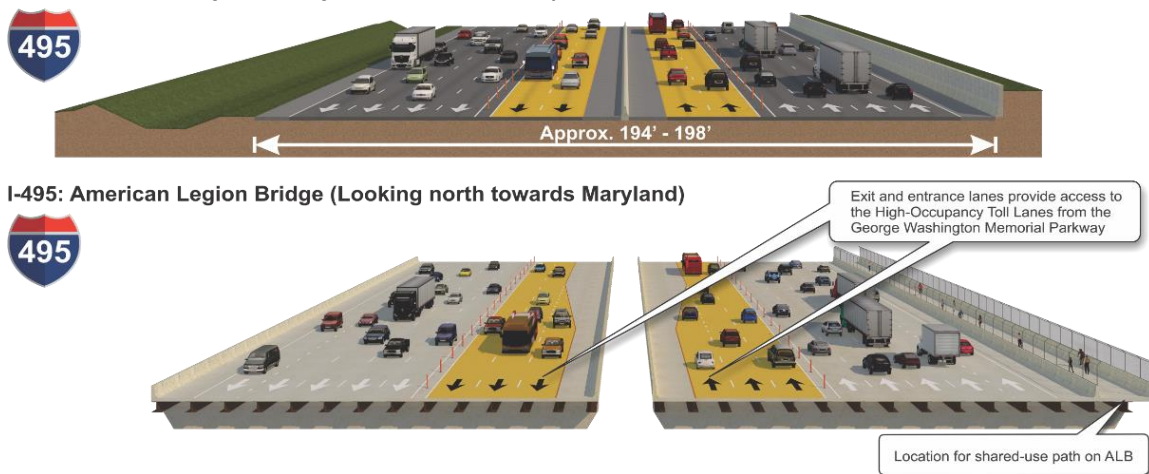 495
Approx. 194' - 198'
I-495: American Legion Bridge (Looking north towards Maryland)
495
Exit and entrance lanes provide access to
the High-Occupancy Toll Lanes from the
George Washington Memorial Parkway
Location for shared-use path on ALB